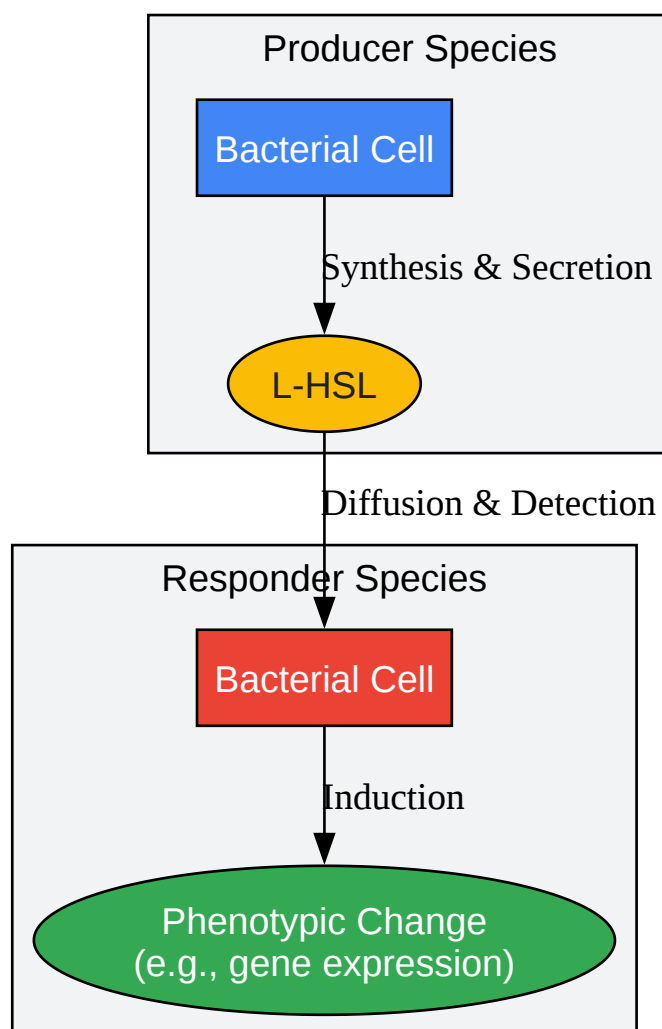 Producer Species
Bacterial Cell
Synthesis & Secretion
L-HSL
Diffusion & Detection
Responder Species
Bacterial Cell
Induction
Phenotypic Change
(e.g., gene expression)